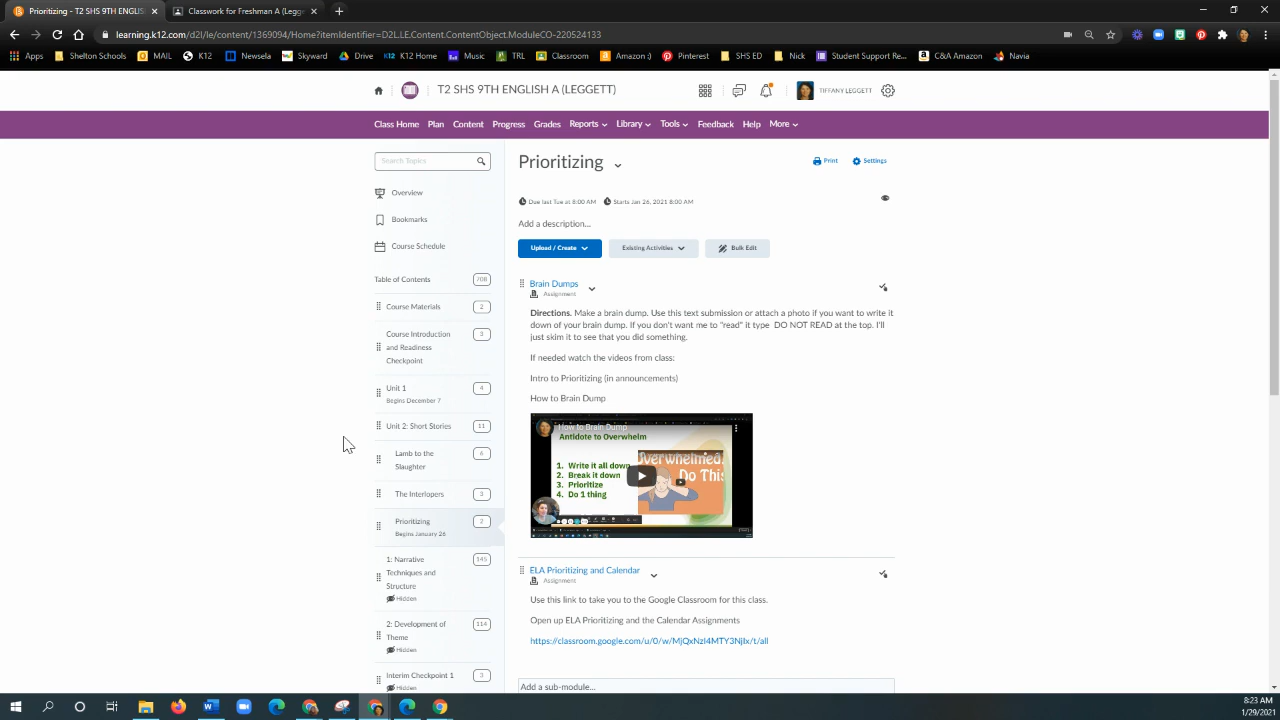 Prioritizing - T2 SHS 9TH ENGLIS
Classwork for Freshman English
learning.k12.com/d2l/le/content/1369094/Home?itemIdentifier=D2L.LE.Content.ContentObject.ModuleCO-220524133
Apps Shelton Schools MAIL K12 Newsela Skyward Drive K12 Home Music TRL Amazon :) Pinterest SHS ED Nick Student Support Re... C&A Amazon Navia
T2 SHS 9TH ENGLISH A (LEGGETT)
TIFFANY LEGGETT
Class Home Plan Content Progress Grades Reports Library Tools Feedback Help More
Search Topics
Overview
Bookmarks
Course Schedule
Table of Contents 708
Course Materials 2
Course Introduction 3
and Readiness
Checkpoint
Unit 1 4
Begins December 7
Unit 2: Short Stories 11
Lamb to the 6
Slaughter
The Interlopers 3
Prioritizing 2
Begins January 26
1: Narrative 145
Techniques and
Structure
Hidden
2: Development of 114
Theme
Hidden
Interim Checkpoint 1 3
Hidden
Prioritizing
Print Settings
Due last Tue at 8:00 AM Starts Jan 26, 2021 8:00 AM
Add a description...
Upload / Create Existing Activities Bulk Edit
Brain Dumps
Assignment
Directions. Make a brain dump. Use this text submission or attach a photo if you want to write it
down of your brain dump. If you don't want me to "read" it type DO NOT READ at the top. I'll
just skim it to see that you did something.
If needed watch the videos from class:
Intro to Prioritizing (in announcements)
How to Brain Dump
How to Brain Dump
Antidote to Overwhelm
1. Write it all down
2. Break it down
3. Prioritize
4. Do 1 thing
Overwhelmed
Do This
ELA Prioritizing and Calendar
Assignment
Use this link to take you to the Google Classroom for this class.
Open up ELA Prioritizing and the Calendar Assignments
https://classroom.google.com/u/0/w/MjQxNzI4MTY3NjIx/t/all
Add a sub-module...
8:23 AM
1/29/2021